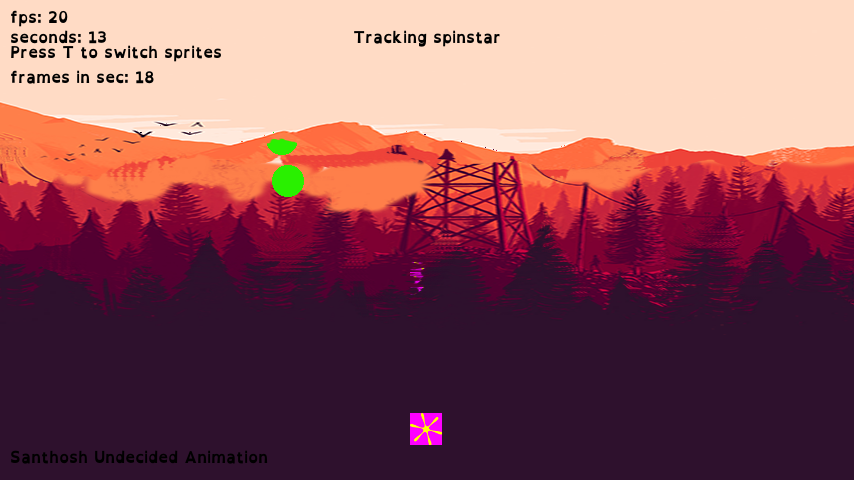 fps: 20
seconds: 13
Tracking spinstar
Press T to switch sprites
frames in sec: 18
Santhosh Undecided Animation